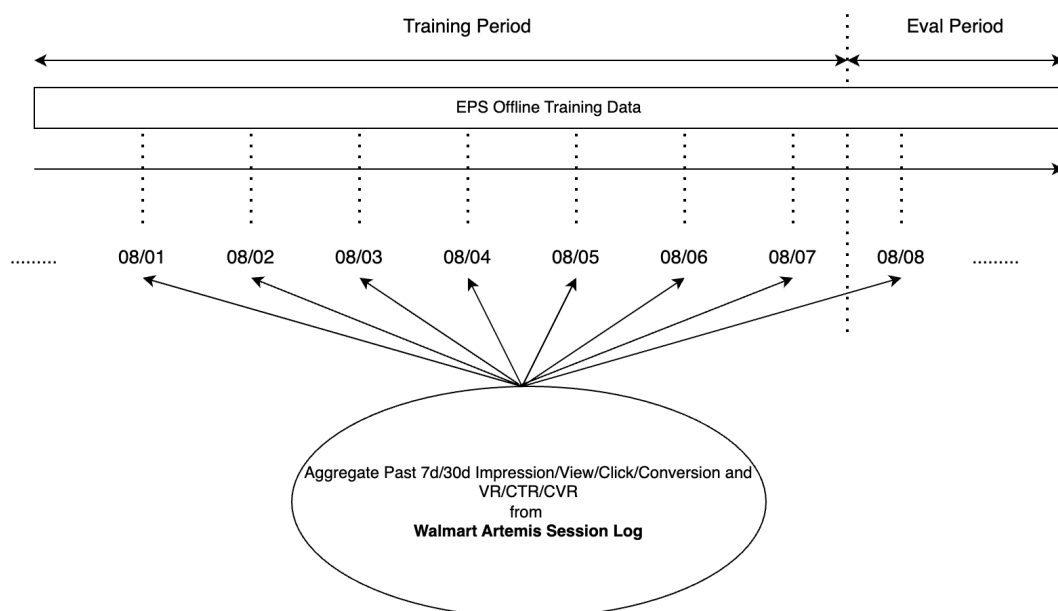 Training Period
Eval Period
EPS Offline Training Data
......... 08/01 08/02 08/03 08/04 08/05 08/06 08/07 08/08 .........
Aggregate Past 7d/30d Impression/View/Click/Conversion and
VR/CTR/CVR
from
Walmart Artemis Session Log